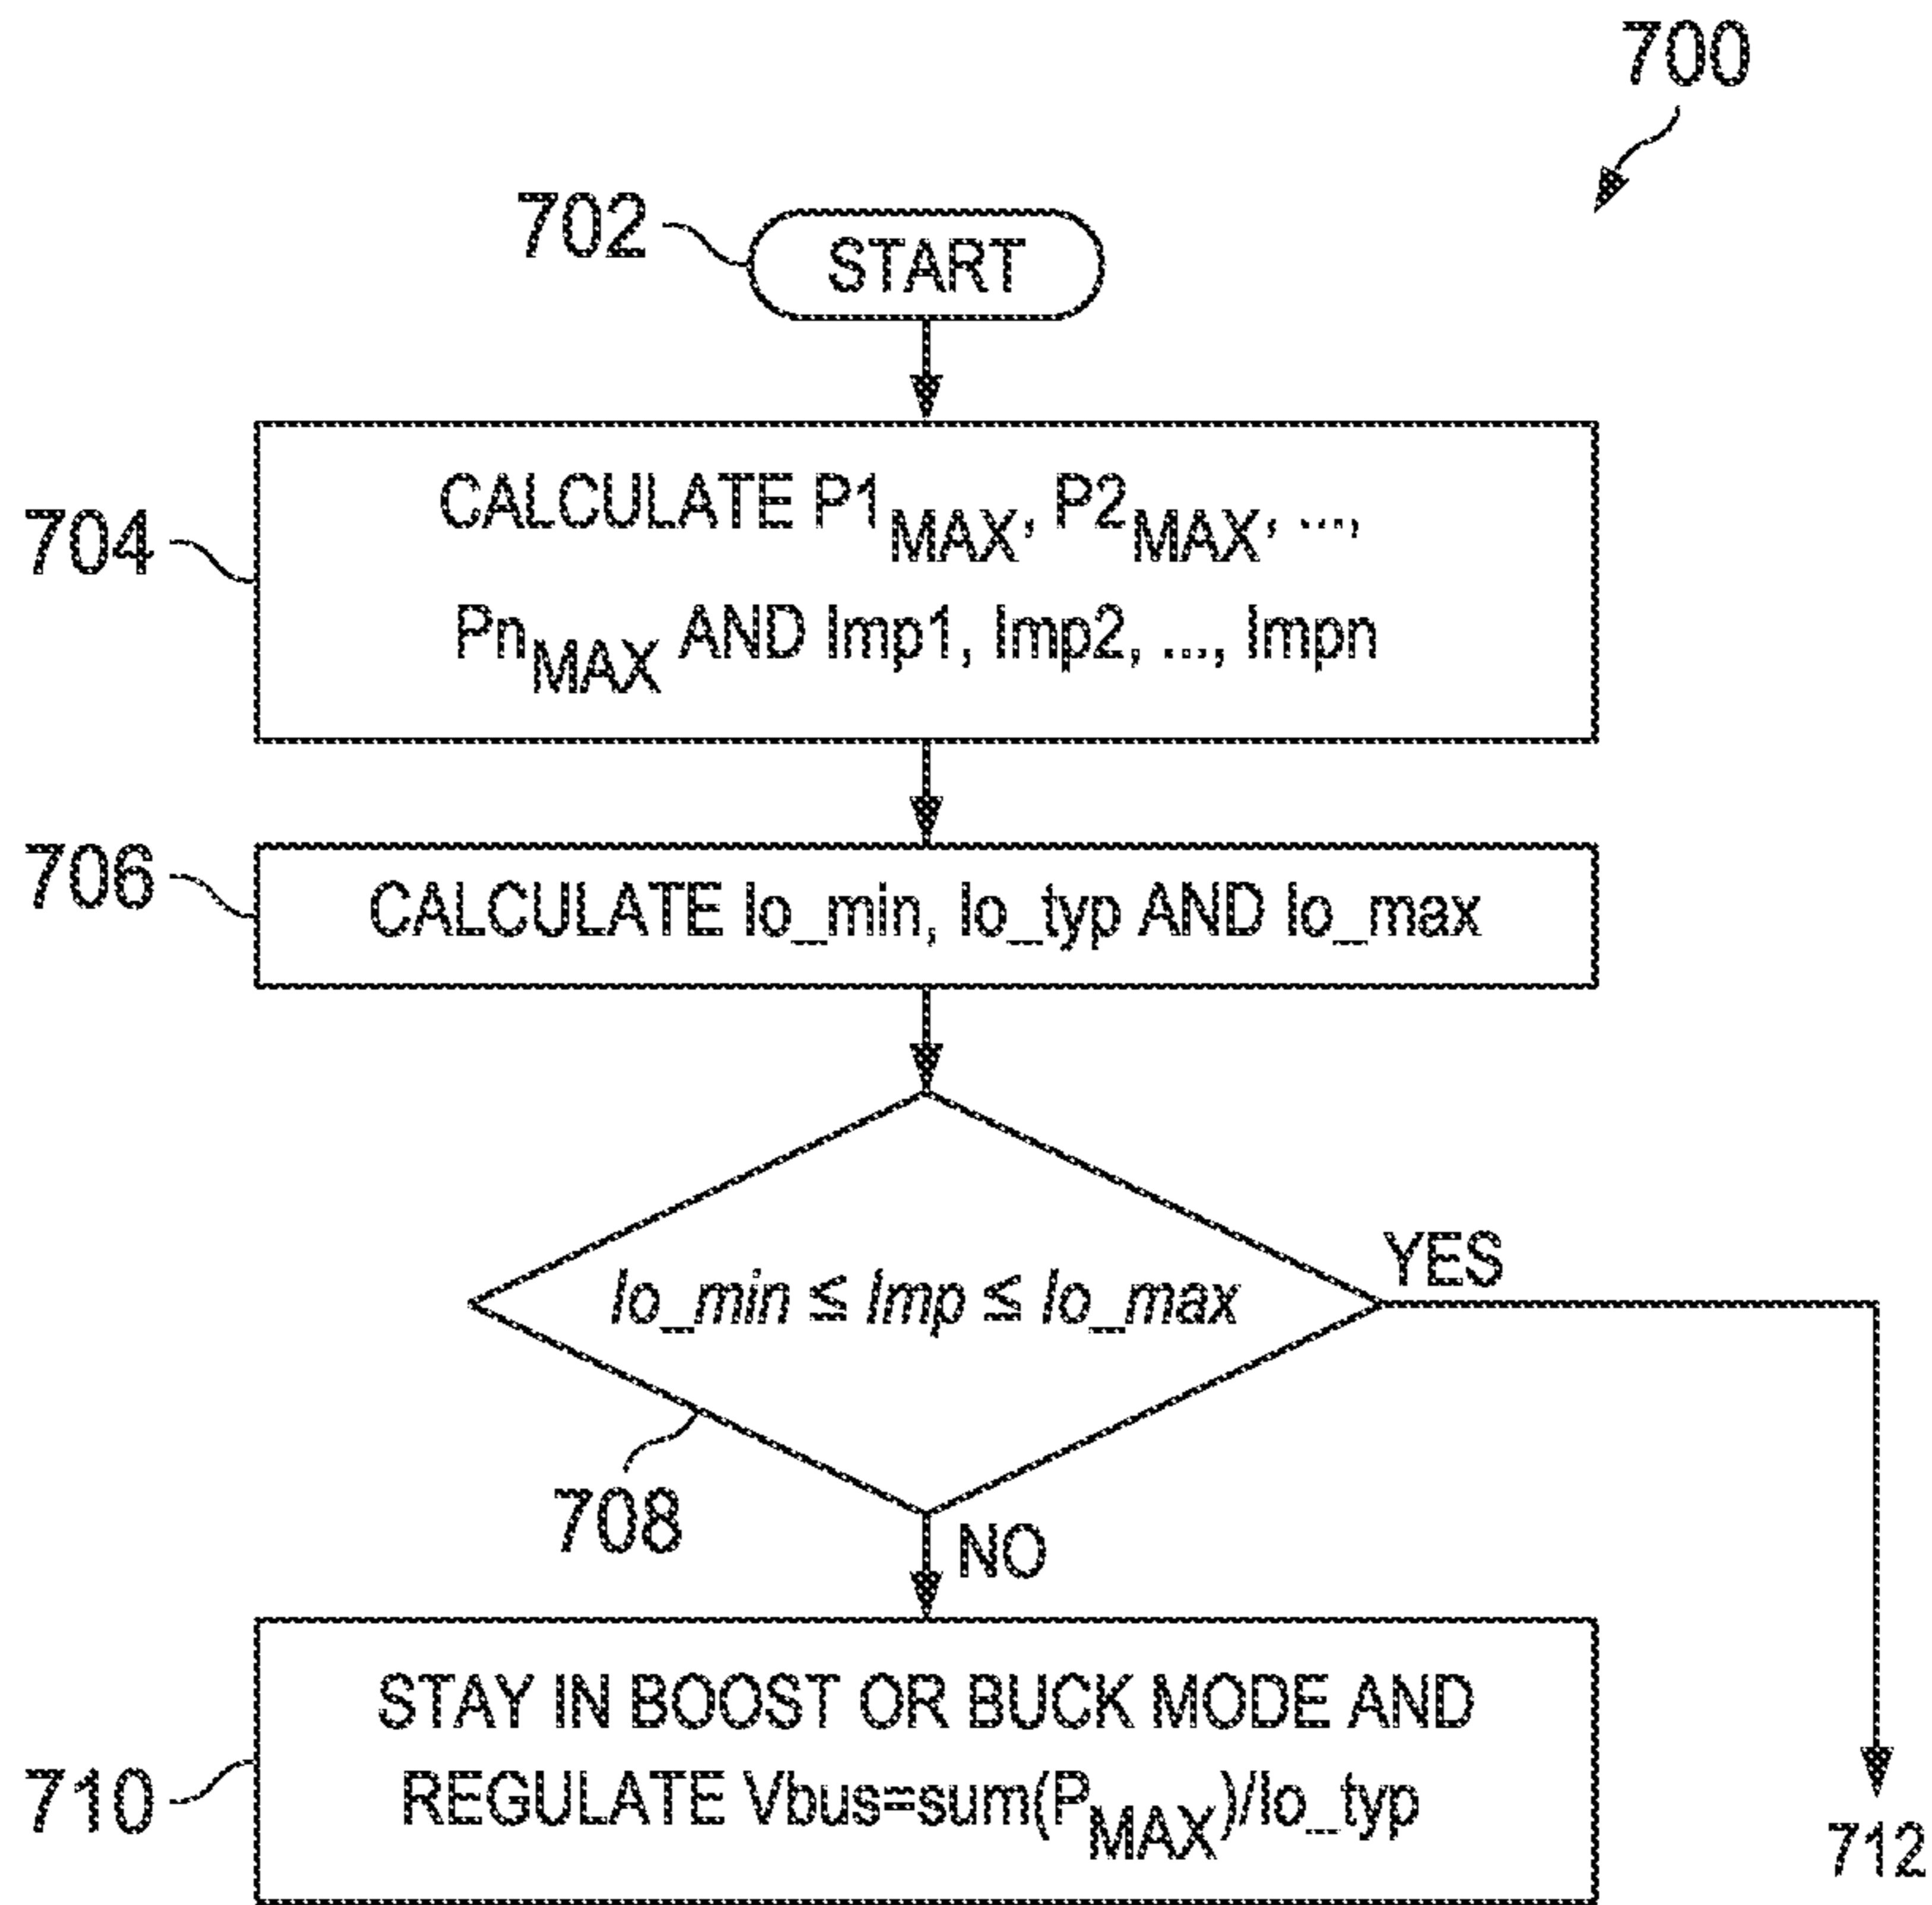 700
702
START
704
CALCULATE P1MAX, P2MAX, ...,
PnMAX AND Imp1, Imp2, ..., Impn
706
CALCULATE Io_min, Io_typ AND Io_max
Io_min ≤ Imp ≤ Io_max
YES
708
NO
710
STAY IN BOOST OR BUCK MODE AND
REGULATE Vbus=sum(PMAX)/Io_typ
712